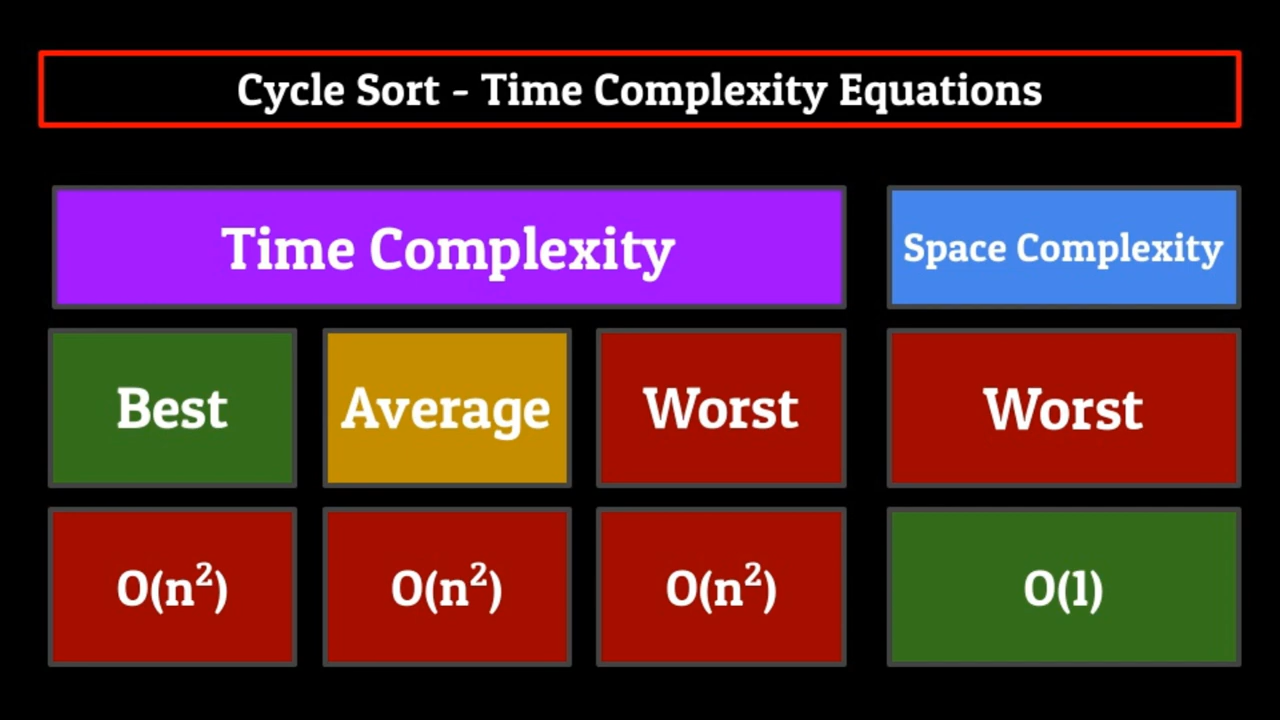 Cycle Sort - Time Complexity Equations
Time Complexity
Space Complexity
Best
Average
Worst
Worst
O(n²)
O(n²)
O(n²)
O(1)